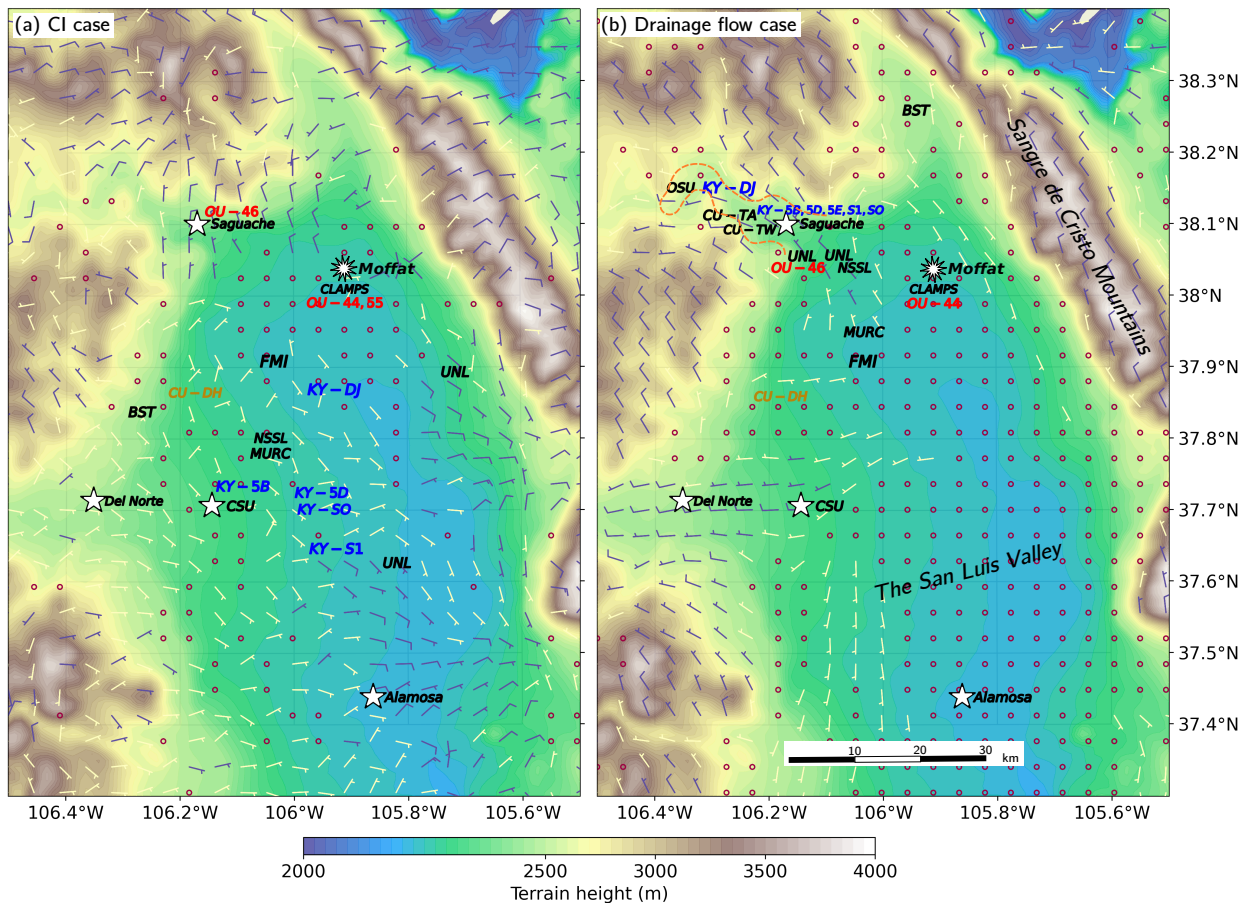 (a) CI case
OU-46
Saguache
Moffat
CLAMPS
OU-44,55
FMI
UNL
KY-DJ
CU-DH
BST
NSSL
MURC
KY-5B
KY-5D
CSU
Del Norte
KY-SO
KY-S1
UNL
Alamosa
106.4°W
106.2°W
106°W
105.8°W
105.6°W
(b) Drainage flow case
BST
Sangre de Cristo Mountains
OSU
KY-DJ
CU-TA
KY-5B,5D,5E,S1,SO
CU-TW
Saguache
UNL
UNL
OU-46
NSSL
Moffat
CLAMPS
OU-44
MURC
FMI
CU-DH
Del Norte
CSU
The San Luis Valley
Alamosa
10
20
30
km
38.3°N
38.2°N
38.1°N
38°N
37.9°N
37.8°N
37.7°N
37.6°N
37.5°N
37.4°N
106.4°W
106.2°W
106°W
105.8°W
105.6°W
2000
2500
3000
3500
4000
Terrain height (m)